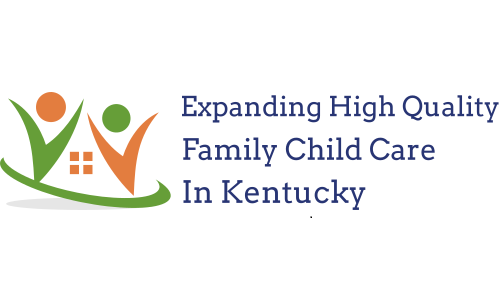 Expanding High Quality
Family Child Care
In Kentucky